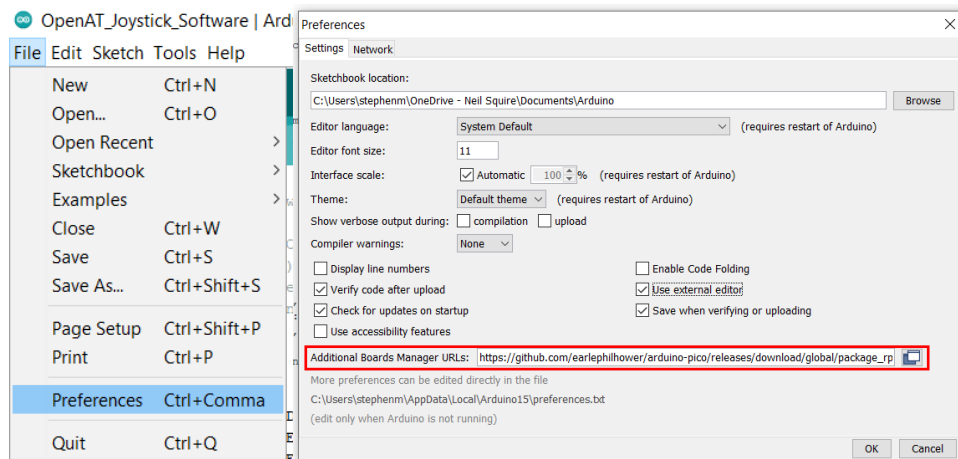 OpenAT_Joystick_Software | Ard
File Edit Sketch Tools Help
New Ctrl+N
Open... Ctrl+O
Open Recent
Sketchbook
Examples
Close Ctrl+W
Save Ctrl+S
Save As... Ctrl+Shift+S
Page Setup Ctrl+Shift+P
Print Ctrl+P
Preferences Ctrl+Comma
Quit Ctrl+Q
Preferences
Settings Network
Sketchbook location:
C:\Users\stephenm\OneDrive - Neil Squire\Documents\Arduino Browse
Editor language: System Default (requires restart of Arduino)
Editor font size: 11
Interface scale: Automatic 100 % (requires restart of Arduino)
Theme: Default theme (requires restart of Arduino)
Show verbose output during: compilation upload
Compiler warnings: None
Display line numbers Enable Code Folding
Verify code after upload Use external editor
Check for updates on startup Save when verifying or uploading
Use accessibility features
Additional Boards Manager URLs: https://github.com/earlephilhower/arduino-pico/releases/download/global/package_rp
More preferences can be edited directly in the file
C:\Users\stephenm\AppData\Local\Arduino15\preferences.txt
(edit only when Arduino is not running)
OK Cancel